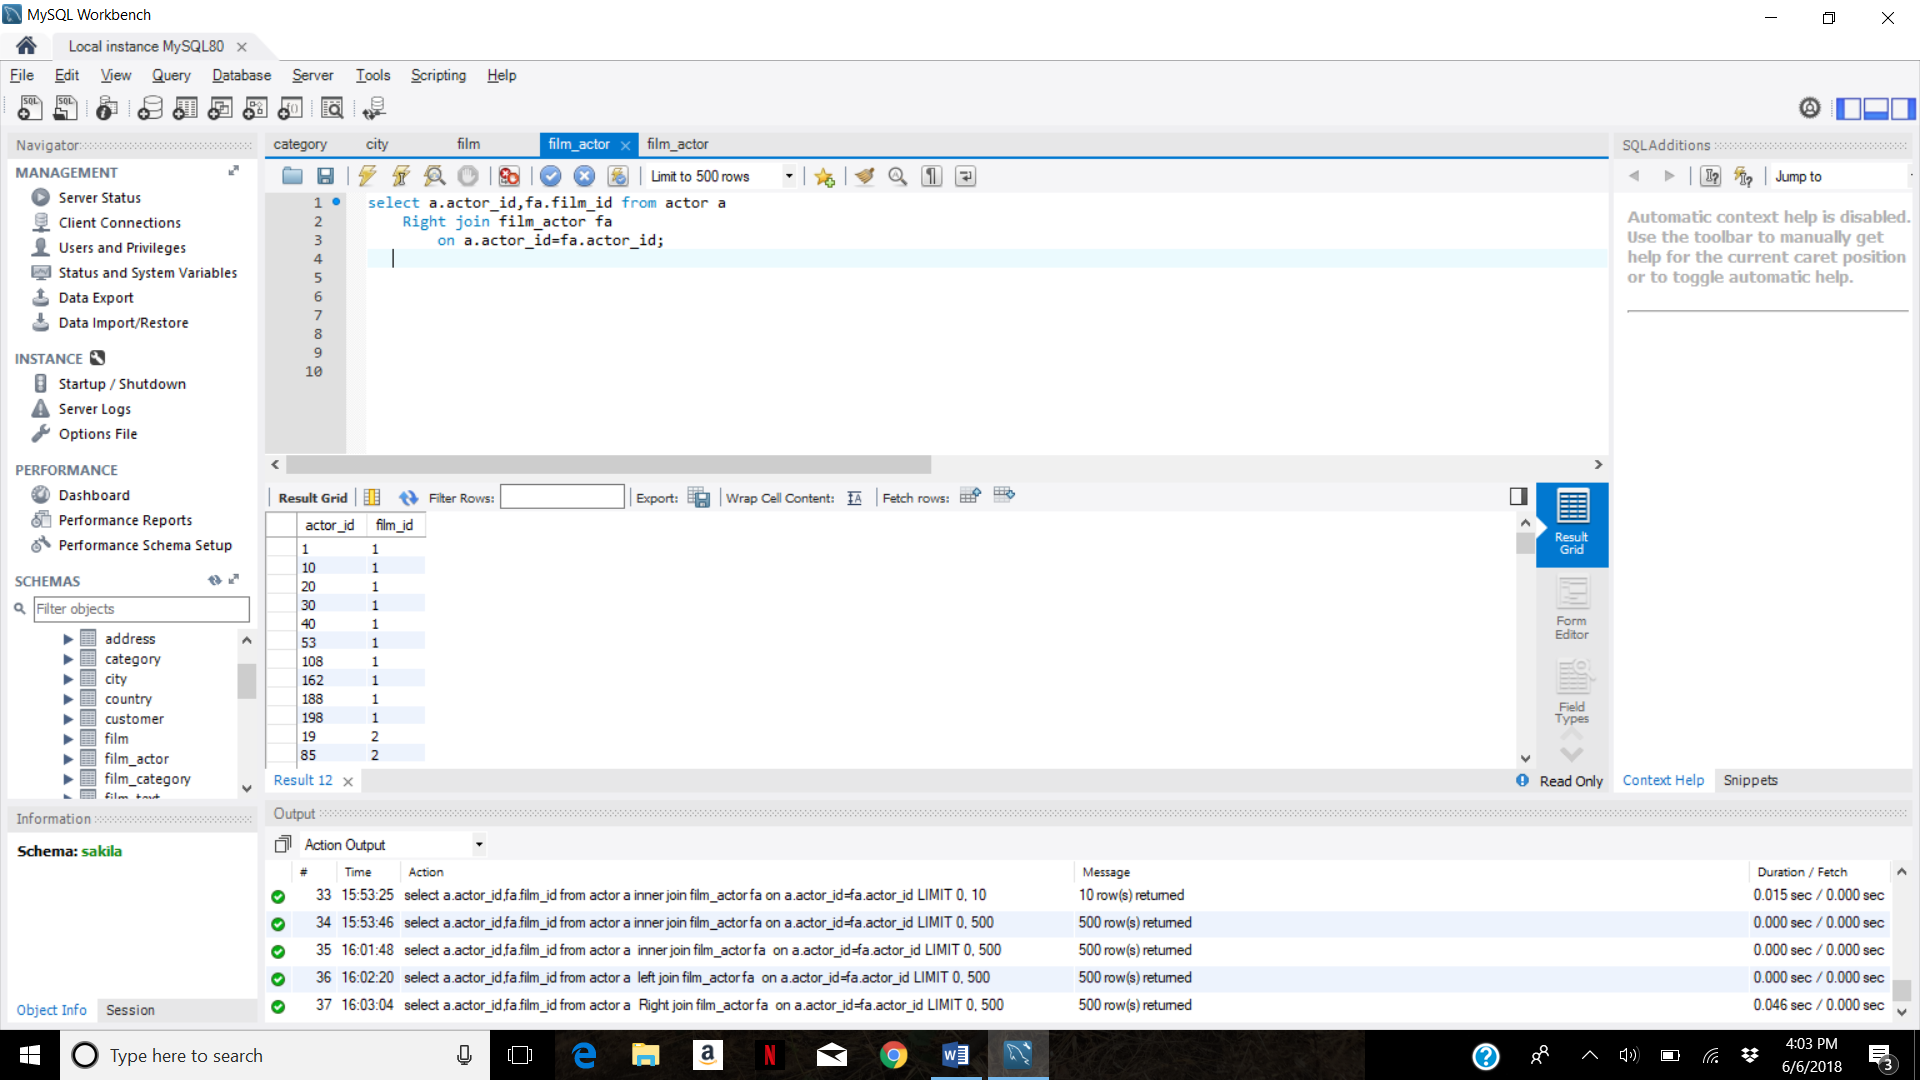 MySQL Workbench
Local instance MySQL80
File Edit View Query Database Server Tools Scripting Help
Navigator
MANAGEMENT
Server Status
Client Connections
Users and Privileges
Status and System Variables
Data Export
Data Import/Restore
INSTANCE
Startup / Shutdown
Server Logs
Options File
PERFORMANCE
Dashboard
Performance Reports
Performance Schema Setup
SCHEMAS
Filter objects
address
category
city
country
customer
film
film_actor
film_category
film_text
Information
Schema: sakila
Object Info Session
category city film film_actor film_actor
Limit to 500 rows
1 select a.actor_id,fa.film_id from actor a
2 Right join film_actor fa
3 on a.actor_id=fa.actor_id;
4
5
6
7
8
9
10
Result Grid Filter Rows: Export: Wrap Cell Content: Fetch rows:
actor_id film_id
1 1
10 1
20 1
30 1
40 1
53 1
108 1
162 1
188 1
198 1
19 2
85 2
Result Grid
Form Editor
Field Types
Result 12
Read Only
SQLAdditions
Jump to
Automatic context help is disabled.
Use the toolbar to manually get
help for the current caret position
or to toggle automatic help.
Context Help Snippets
Output
Action Output
# Time Action Message Duration / Fetch
33 15:53:25 select a.actor_id,fa.film_id from actor a inner join film_actor fa on a.actor_id=fa.actor_id LIMIT 0, 10 10 row(s) returned 0.015 sec / 0.000 sec
34 15:53:46 select a.actor_id,fa.film_id from actor a inner join film_actor fa on a.actor_id=fa.actor_id LIMIT 0, 500 500 row(s) returned 0.000 sec / 0.000 sec
35 16:01:48 select a.actor_id,fa.film_id from actor a inner join film_actor fa on a.actor_id=fa.actor_id LIMIT 0, 500 500 row(s) returned 0.000 sec / 0.000 sec
36 16:02:20 select a.actor_id,fa.film_id from actor a left join film_actor fa on a.actor_id=fa.actor_id LIMIT 0, 500 500 row(s) returned 0.000 sec / 0.000 sec
37 16:03:04 select a.actor_id,fa.film_id from actor a Right join film_actor fa on a.actor_id=fa.actor_id LIMIT 0, 500 500 row(s) returned 0.046 sec / 0.000 sec
Type here to search
4:03 PM
6/6/2018
3